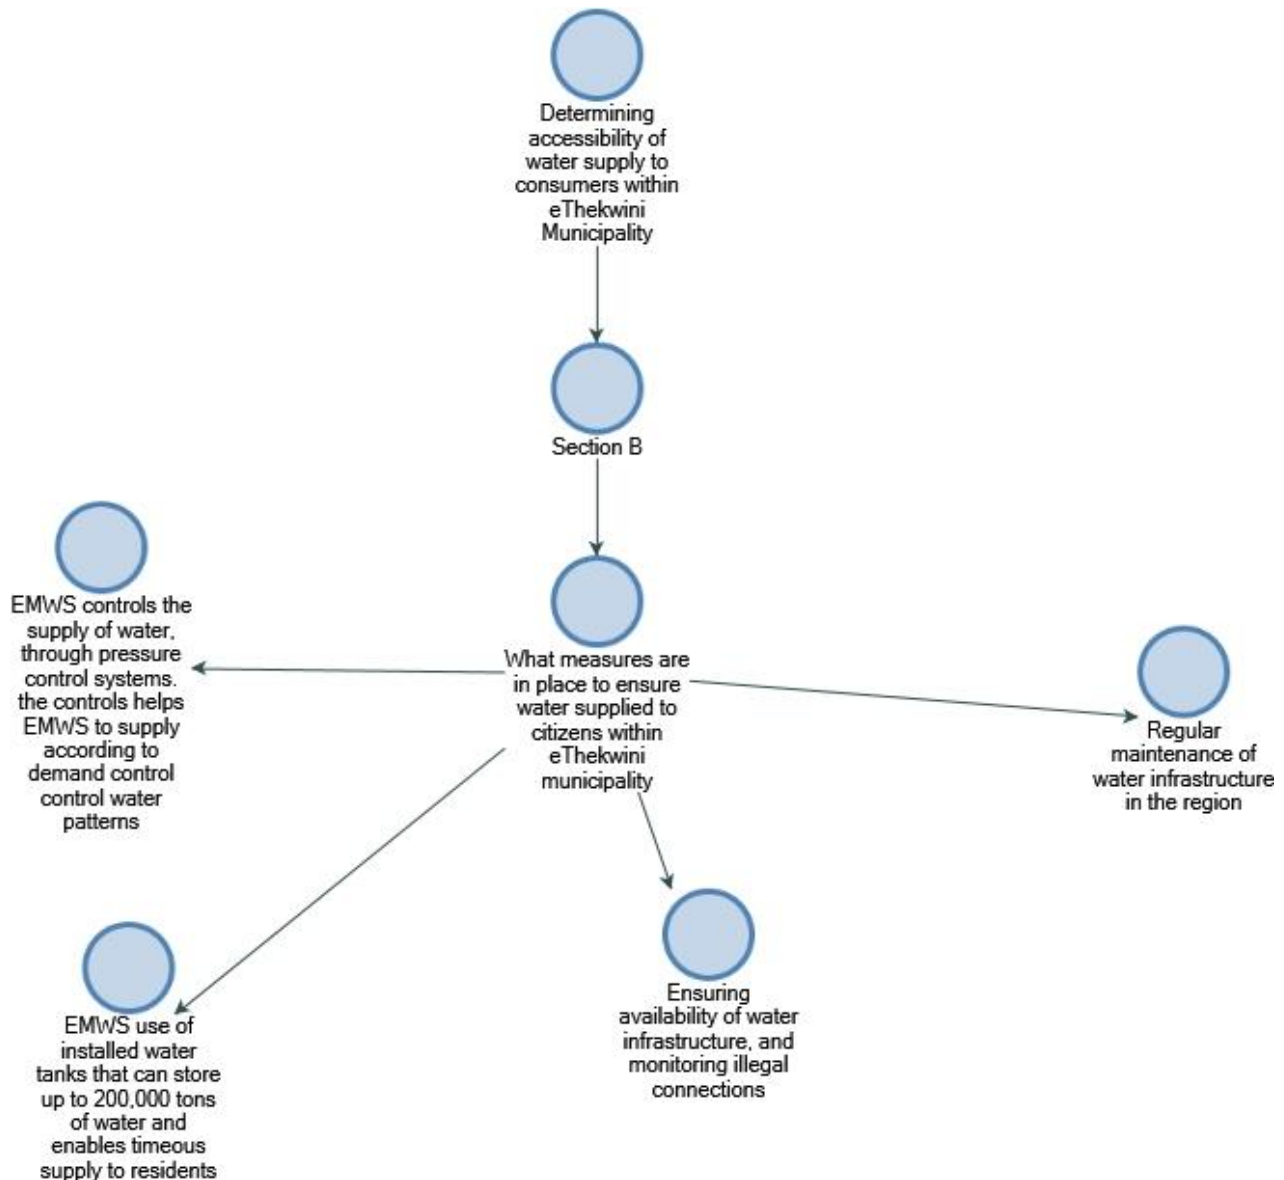 Determining
accessibility of
water supply to
consumers within
eThekwini
Municipality
Section B
What measures are
in place to ensure
water supplied to
citizens within
eThekwini
municipality
EMWS controls the
supply of water,
through pressure
control systems.
the controls helps
EMWS to supply
according to
demand control
control water
patterns
Regular
maintenance of
water infrastructure
in the region
Ensuring
availability of water
infrastructure, and
monitoring illegal
connections
EMWS use of
installed water
tanks that can store
up to 200,000 tons
of water and
enables timeous
supply to residents